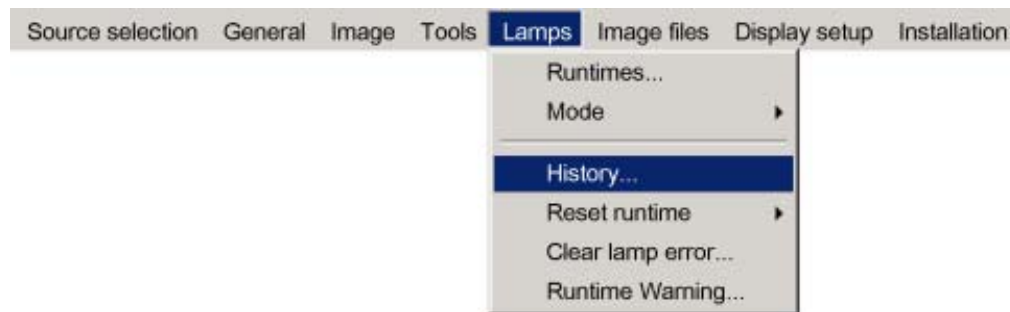 Source selection General Image Tools Lamps Image files Display setup Installation
Runtimes...
Mode
History...
Reset runtime
Clear lamp error...
Runtime Warning...